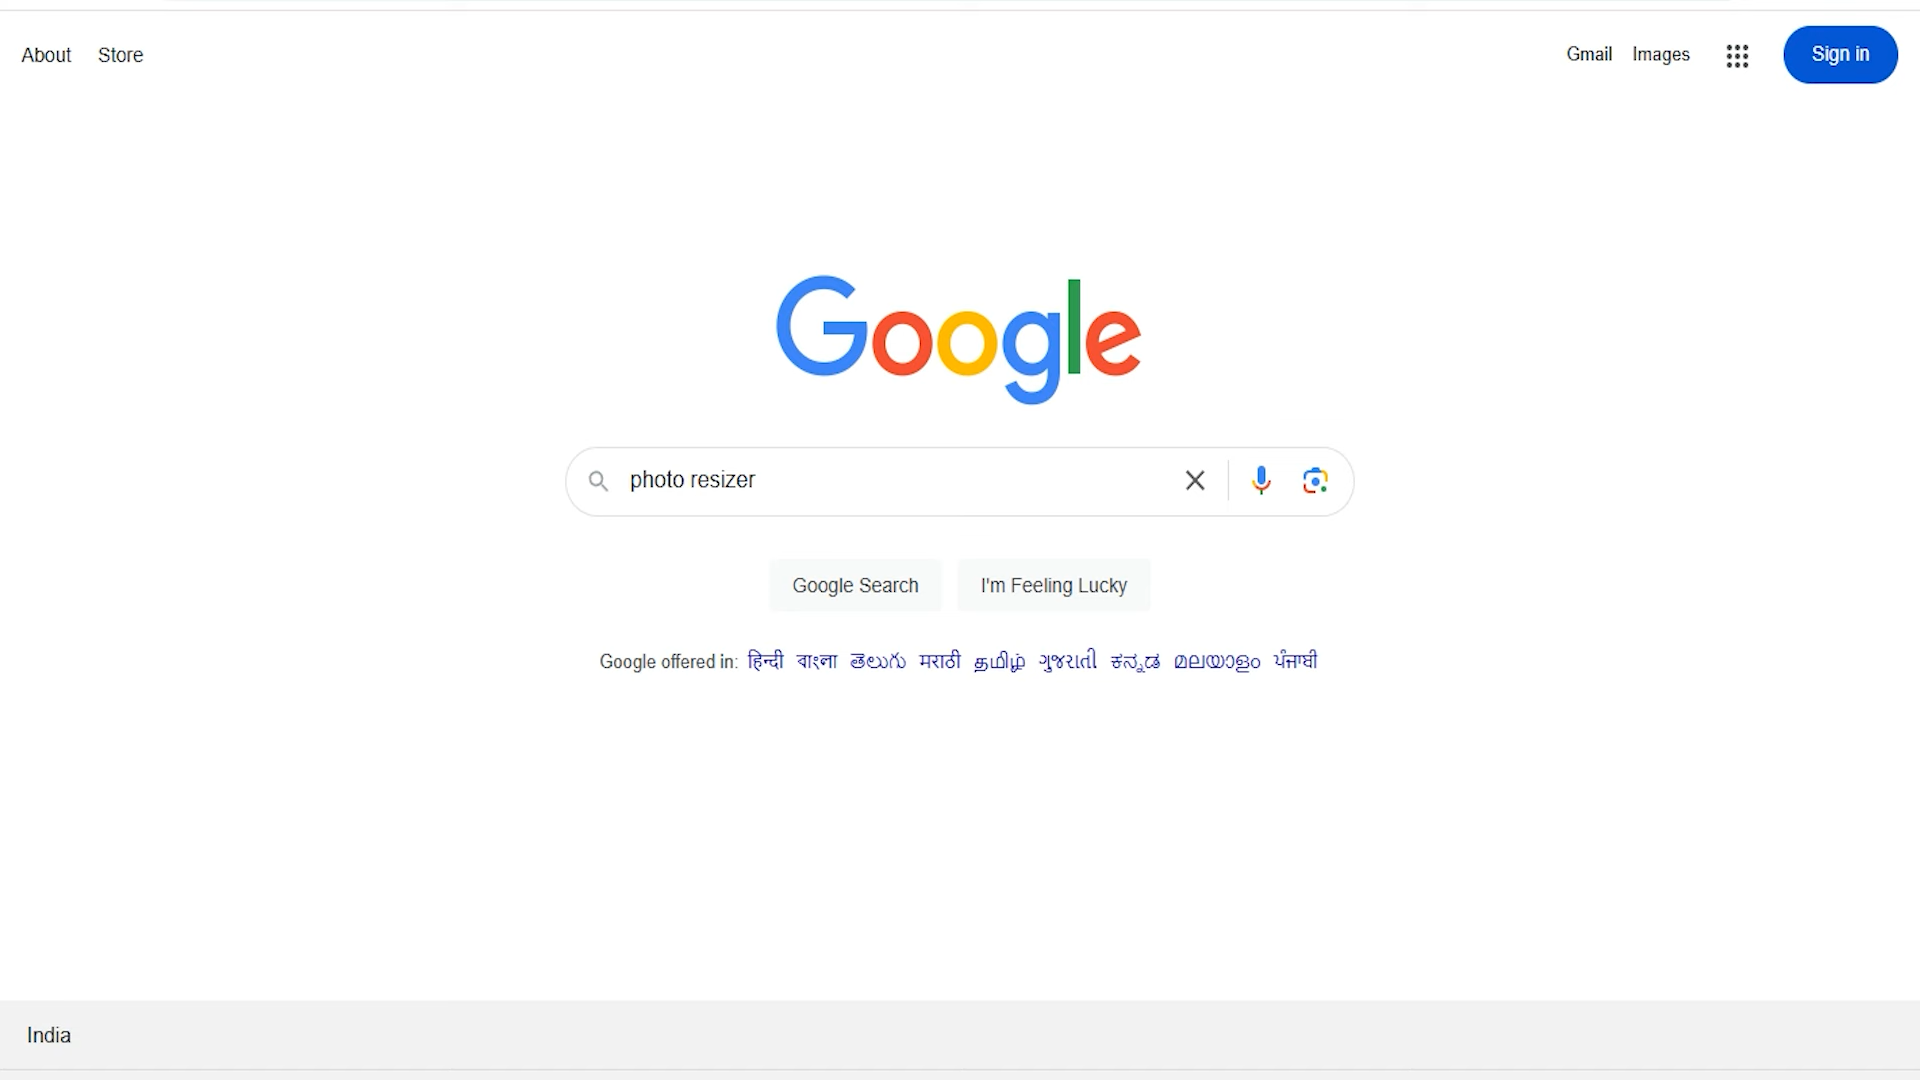 About Store Gmail Images Sign in
Google
photo resizer
Google Search I'm Feeling Lucky
Google offered in: हिन्दी বাংলা తెలుగు मराठी தமிழ் ગુજરાતી ಕನ್ನಡ മലയാളം ਪੰਜਾਬੀ
India